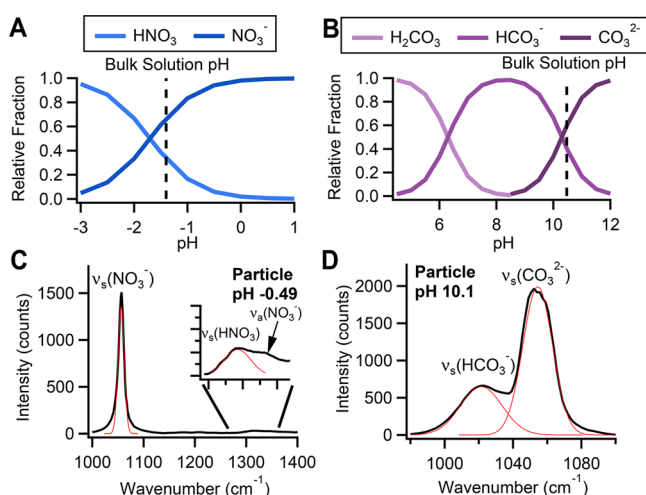 A
HNO₃ NO₃⁻
Bulk Solution pH
Relative Fraction
1.0
0.8
0.6
0.4
0.2
0.0
-3 -2 -1 0 1
pH
B
H₂CO₃ HCO₃⁻ CO₃²⁻
Bulk Solution pH
Relative Fraction
1.0
0.8
0.6
0.4
0.2
0.0
6 8 10 12
pH
C
νₛ(NO₃⁻)
Particle
pH -0.49
νₐ(NO₃⁻)
νₛ(HNO₃)
Intensity (counts)
1500
1000
500
0
1000 1100 1200 1300 1400
Wavenumber (cm⁻¹)
D
Particle
pH 10.1
νₛ(CO₃²⁻)
νₛ(HCO₃⁻)
Intensity (counts)
2000
1500
1000
500
0
1000 1040 1080
Wavenumber (cm⁻¹)